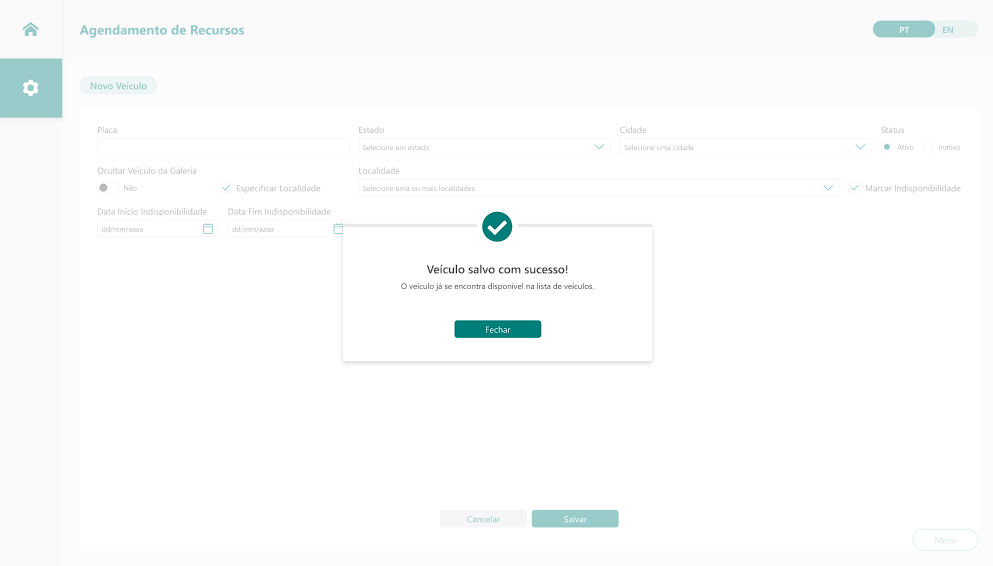 Agendamento de Recursos
PT
EN
Novo Veículo
Placa
Estado
Cidade
Status
Selecione um estado
Selecione uma cidade
Ativo
Inativo
Ocultar Veículo da Galeria
Localidade
Não
Especificar Localidade
Selecione uma ou mais localidades
Marcar Indisponibilidade
Data Início Indisponibilidade
Data Fim Indisponibilidade
dd/mm/aaaa
dd/mm/aaaa
Veículo salvo com sucesso!
O veículo já se encontra disponível na lista de veículos.
Fechar
Cancelar
Salvar
Menu